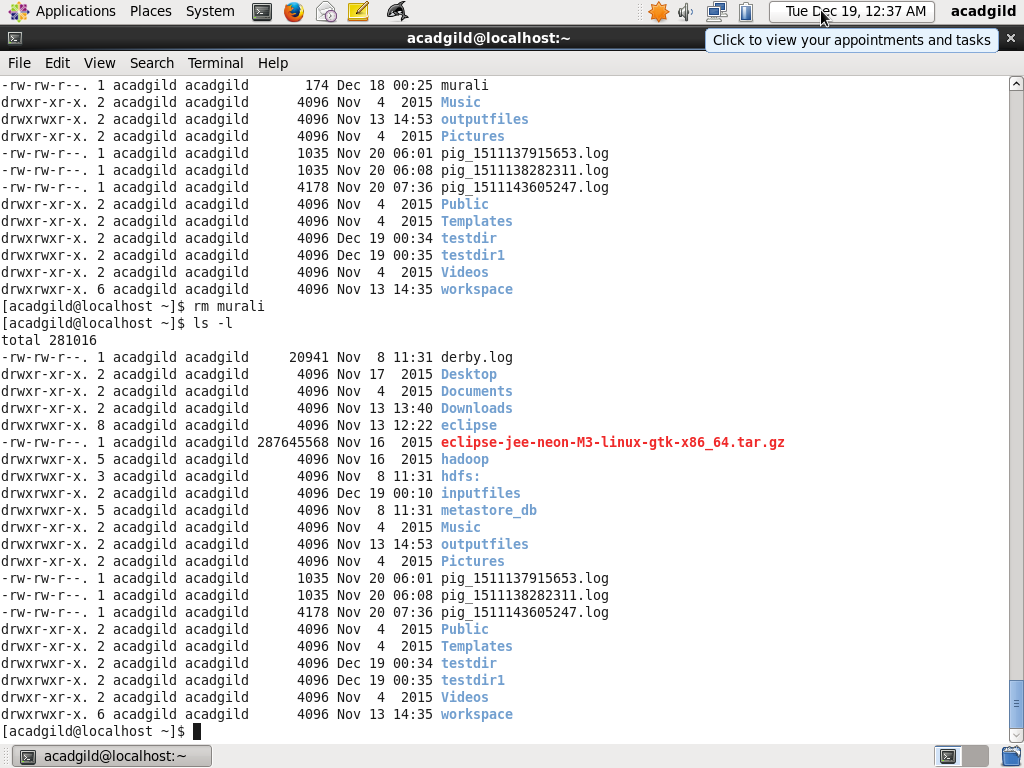 Applications Places System Tue Dec 19, 12:37 AM acadgild
acadgild@localhost:~
Click to view your appointments and tasks
File Edit View Search Terminal Help
-rw-rw-r--. 1 acadgild acadgild       174 Dec 18 00:25 murali
drwxr-xr-x. 2 acadgild acadgild      4096 Nov  4  2015 Music
drwxrwxr-x. 2 acadgild acadgild      4096 Nov 13 14:53 outputfiles
drwxr-xr-x. 2 acadgild acadgild      4096 Nov  4  2015 Pictures
-rw-rw-r--. 1 acadgild acadgild      1035 Nov 20 06:01 pig_1511137915653.log
-rw-rw-r--. 1 acadgild acadgild      1035 Nov 20 06:08 pig_1511138282311.log
-rw-rw-r--. 1 acadgild acadgild      4178 Nov 20 07:36 pig_1511143605247.log
drwxr-xr-x. 2 acadgild acadgild      4096 Nov  4  2015 Public
drwxr-xr-x. 2 acadgild acadgild      4096 Nov  4  2015 Templates
drwxrwxr-x. 2 acadgild acadgild      4096 Dec 19 00:34 testdir
drwxrwxr-x. 2 acadgild acadgild      4096 Dec 19 00:35 testdir1
drwxr-xr-x. 2 acadgild acadgild      4096 Nov  4  2015 Videos
drwxrwxr-x. 6 acadgild acadgild      4096 Nov 13 14:35 workspace
[acadgild@localhost ~]$ rm murali
[acadgild@localhost ~]$ ls -l
total 281016
-rw-rw-r--. 1 acadgild acadgild     20941 Nov  8 11:31 derby.log
drwxr-xr-x. 2 acadgild acadgild      4096 Nov 17  2015 Desktop
drwxr-xr-x. 2 acadgild acadgild      4096 Nov  4  2015 Documents
drwxr-xr-x. 2 acadgild acadgild      4096 Nov 13 13:40 Downloads
drwxrwxr-x. 8 acadgild acadgild      4096 Nov 13 12:22 eclipse
-rw-rw-r--. 1 acadgild acadgild 287645568 Nov 16  2015 eclipse-jee-neon-M3-linux-gtk-x86_64.tar.gz
drwxrwxr-x. 5 acadgild acadgild      4096 Nov 16  2015 hadoop
drwxrwxr-x. 3 acadgild acadgild      4096 Nov  8 11:31 hdfs:
drwxrwxr-x. 2 acadgild acadgild      4096 Dec 19 00:10 inputfiles
drwxrwxr-x. 5 acadgild acadgild      4096 Nov  8 11:31 metastore_db
drwxr-xr-x. 2 acadgild acadgild      4096 Nov  4  2015 Music
drwxrwxr-x. 2 acadgild acadgild      4096 Nov 13 14:53 outputfiles
drwxr-xr-x. 2 acadgild acadgild      4096 Nov  4  2015 Pictures
-rw-rw-r--. 1 acadgild acadgild      1035 Nov 20 06:01 pig_1511137915653.log
-rw-rw-r--. 1 acadgild acadgild      1035 Nov 20 06:08 pig_1511138282311.log
-rw-rw-r--. 1 acadgild acadgild      4178 Nov 20 07:36 pig_1511143605247.log
drwxr-xr-x. 2 acadgild acadgild      4096 Nov  4  2015 Public
drwxr-xr-x. 2 acadgild acadgild      4096 Nov  4  2015 Templates
drwxrwxr-x. 2 acadgild acadgild      4096 Dec 19 00:34 testdir
drwxrwxr-x. 2 acadgild acadgild      4096 Dec 19 00:35 testdir1
drwxr-xr-x. 2 acadgild acadgild      4096 Nov  4  2015 Videos
drwxrwxr-x. 6 acadgild acadgild      4096 Nov 13 14:35 workspace
[acadgild@localhost ~]$
acadgild@localhost:~